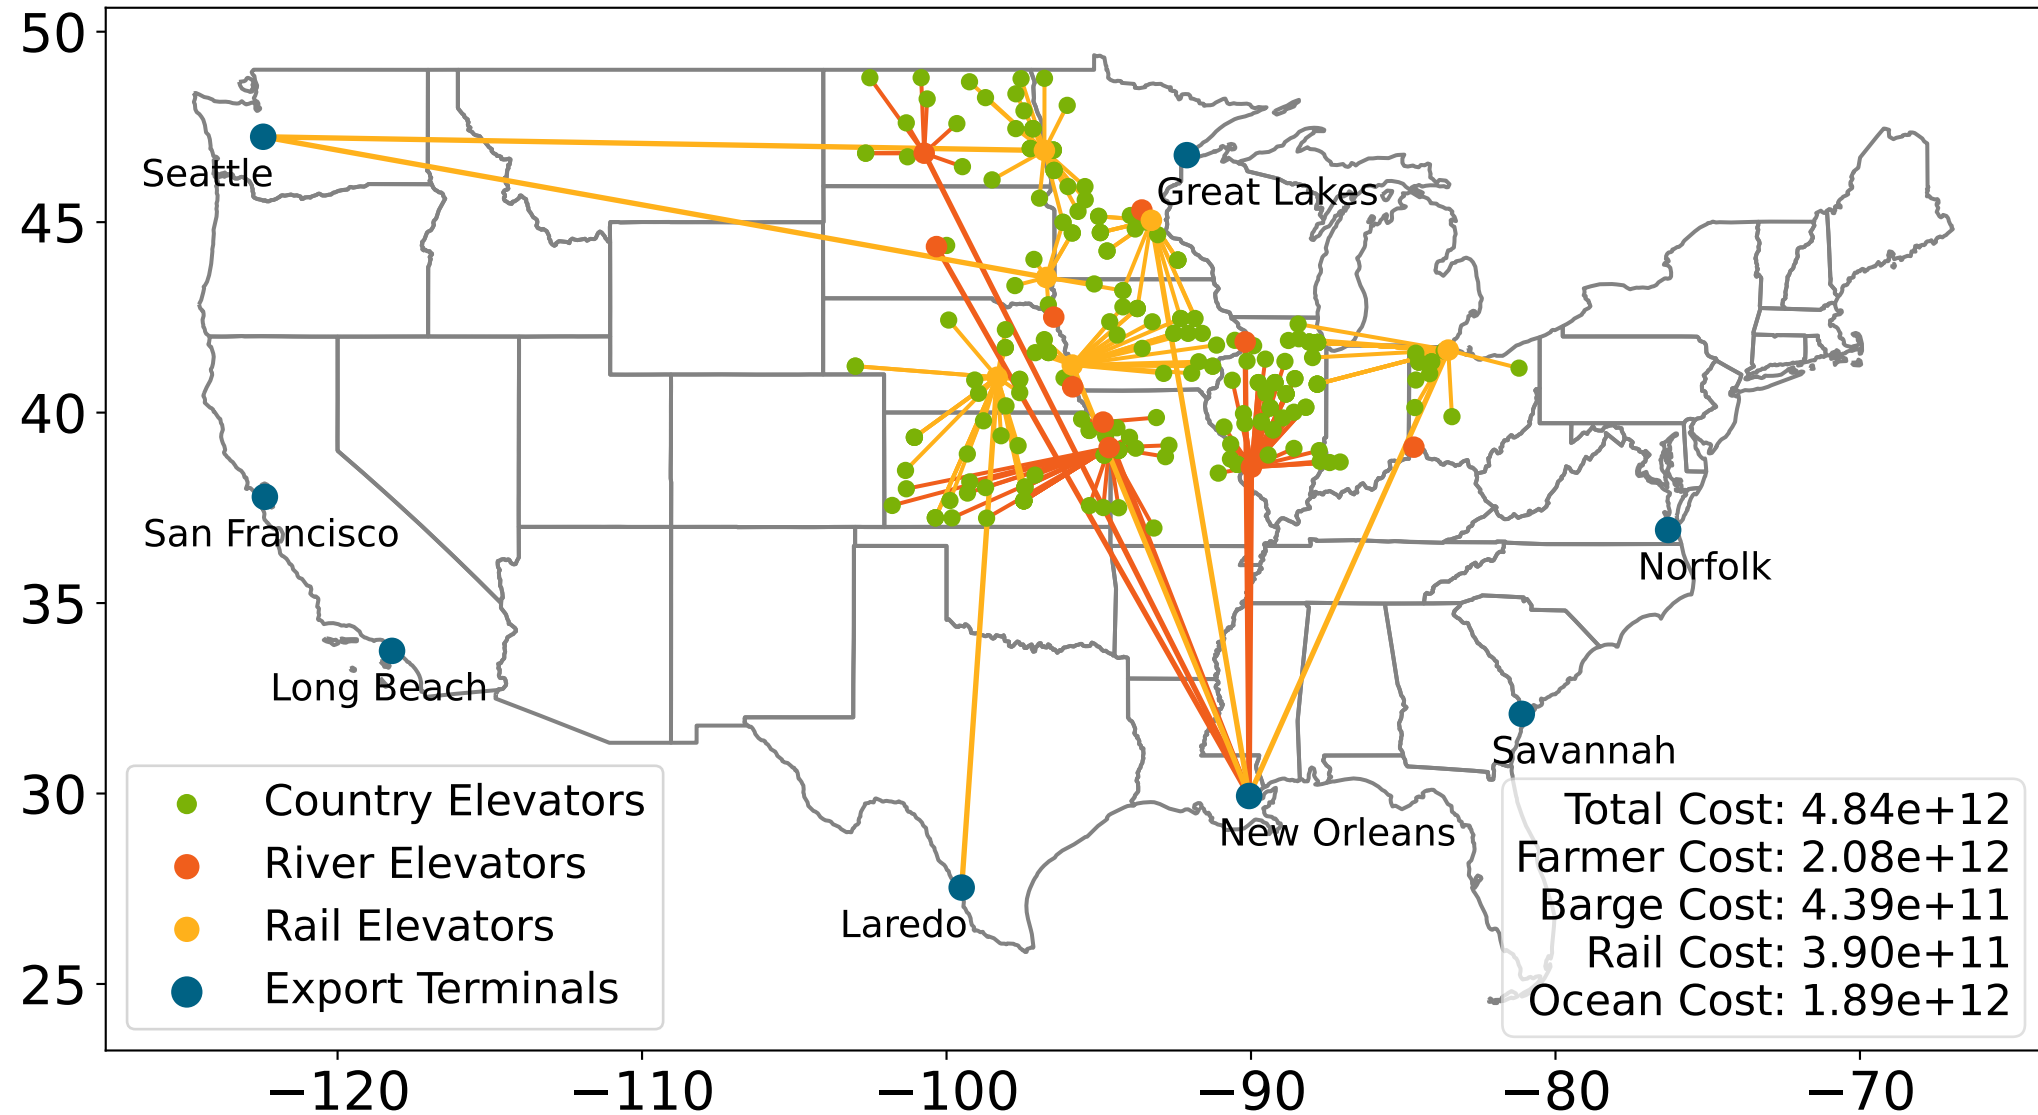 50
45
40
35
30
25
Seattle
Great Lakes
San Francisco
Norfolk
Long Beach
Savannah
New Orleans
Laredo
Country Elevators
River Elevators
Rail Elevators
Export Terminals
Total Cost: 4.84e+12
Farmer Cost: 2.08e+12
Barge Cost: 4.39e+11
Rail Cost: 3.90e+11
Ocean Cost: 1.89e+12
−120 −110 −100 −90 −80 −70